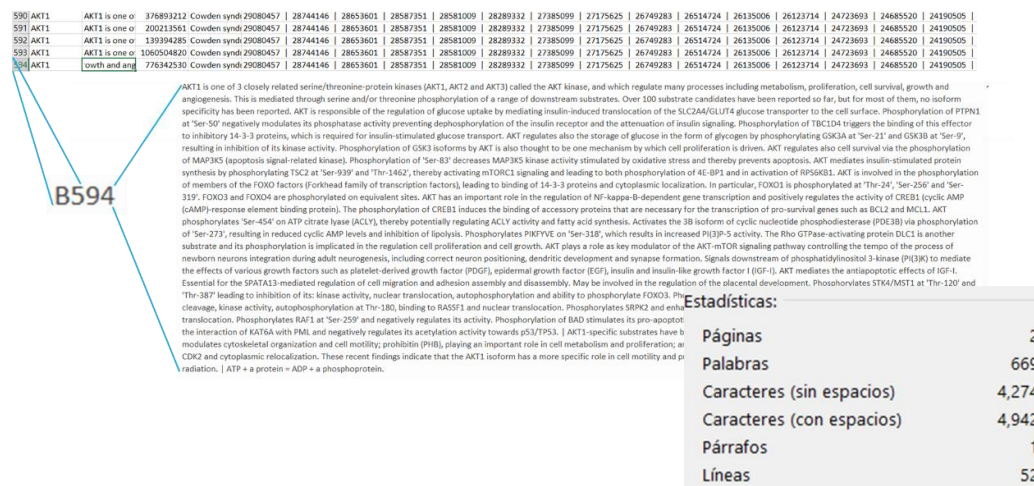 590 AKT1 AKT1 is one o 376893212 Cowden synd 29080457 | 28744146 | 28653601 | 28587351 | 28581009 | 28289332 | 27385099 | 27175625 | 26749283 | 26514724 | 26135006 | 26123714 | 24723693 | 24685520 | 24190505 |
591 AKT1 AKT1 is one o 200213561 Cowden synd 29080457 | 28744146 | 28653601 | 28587351 | 28581009 | 28289332 | 27385099 | 27175625 | 26749283 | 26514724 | 26135006 | 26123714 | 24723693 | 24685520 | 24190505 |
592 AKT1 AKT1 is one o 139394285 Cowden synd 29080457 | 28744146 | 28653601 | 28587351 | 28581009 | 28289332 | 27385099 | 27175625 | 26749283 | 26514724 | 26135006 | 26123714 | 24723693 | 24685520 | 24190505 |
593 AKT1 AKT1 is one o 1060504820 Cowden synd 29080457 | 28744146 | 28653601 | 28587351 | 28581009 | 28289332 | 27385099 | 27175625 | 26749283 | 26514724 | 26135006 | 26123714 | 24723693 | 24685520 | 24190505 |
594 AKT1 owth and ang 776342530 Cowden synd 29080457 | 28744146 | 28653601 | 28587351 | 28581009 | 28289332 | 27385099 | 27175625 | 26749283 | 26514724 | 26135006 | 26123714 | 24723693 | 24685520 | 24190505 |
AKT1 is one of 3 closely related serine/threonine-protein kinases (AKT1, AKT2 and AKT3) called the AKT kinase, and which regulate many processes including metabolism, proliferation, cell survival, growth and
angiogenesis. This is mediated through serine and/or threonine phosphorylation of a range of downstream substrates. Over 100 substrate candidates have been reported so far, but for most of them, no isoform
specificity has been reported. AKT is responsible of the regulation of glucose uptake by mediating insulin-induced translocation of the SLC2A4/GLUT4 glucose transporter to the cell surface. Phosphorylation of PTPN1
at 'Ser-50' negatively modulates its phosphatase activity preventing dephosphorylation of the insulin receptor and the attenuation of insulin signaling. Phosphorylation of TBC1D4 triggers the binding of this effector
to inhibitory 14-3-3 proteins, which is required for insulin-stimulated glucose transport. AKT regulates also the storage of glucose in the form of glycogen by phosphorylating GSK3A at 'Ser-21' and GSK3B at 'Ser-9',
resulting in inhibition of its kinase activity. Phosphorylation of GSK3 isoforms by AKT is also thought to be one mechanism by which cell proliferation is driven. AKT regulates also cell survival via the phosphorylation
of MAP3K5 (apoptosis signal-related kinase). Phosphorylation of 'Ser-83' decreases MAP3K5 kinase activity stimulated by oxidative stress and thereby prevents apoptosis. AKT mediates insulin-stimulated protein
synthesis by phosphorylating TSC2 at 'Ser-939' and 'Thr-1462', thereby activating mTORC1 signaling and leading to both phosphorylation of 4E-BP1 and in activation of RPS6KB1. AKT is involved in the phosphorylation
of members of the FOXO factors (Forkhead family of transcription factors), leading to binding of 14-3-3 proteins and cytoplasmic localization. In particular, FOXO1 is phosphorylated at 'Thr-24', 'Ser-256' and 'Ser-
B594 319'. FOXO3 and FOXO4 are phosphorylated on equivalent sites. AKT has an important role in the regulation of NF-kappa-B-dependent gene transcription and positively regulates the activity of CREB1 (cyclic AMP
(cAMP)-response element binding protein). The phosphorylation of CREB1 induces the binding of accessory proteins that are necessary for the transcription of pro-survival genes such as BCL2 and MCL1. AKT
phosphorylates 'Ser-454' on ATP citrate lyase (ACLY), thereby potentially regulating ACLY activity and fatty acid synthesis. Activates the 3B isoform of cyclic nucleotide phosphodiesterase (PDE3B) via phosphorylation
of 'Ser-273', resulting in reduced cyclic AMP levels and inhibition of lipolysis. Phosphorylates PIKFYVE on 'Ser-318', which results in increased PI(3)P-5 activity. The Rho GTPase-activating protein DLC1 is another
substrate and its phosphorylation is implicated in the regulation cell proliferation and cell growth. AKT plays a role as key modulator of the AKT-mTOR signaling pathway controlling the tempo of the process of
newborn neurons integration during adult neurogenesis, including correct neuron positioning, dendritic development and synapse formation. Signals downstream of phosphatidylinositol 3-kinase (PI(3)K) to mediate
the effects of various growth factors such as platelet-derived growth factor (PDGF), epidermal growth factor (EGF), insulin and insulin-like growth factor I (IGF-I). AKT mediates the antiapoptotic effects of IGF-I.
Essential for the SPATA13-mediated regulation of cell migration and adhesion assembly and disassembly. May be involved in the regulation of the placental development. Phosphorylates STK4/MST1 at 'Thr-120' and
'Thr-387' leading to inhibition of its: kinase activity, nuclear translocation, autophosphorylation and ability to phosphorylate FOXO3.
cleavage, kinase activity, autophosphorylation at Thr-180, binding to RASSF1 and nuclear translocation. Phosphorylates SRPK2 and enha
translocation. Phosphorylates RAF1 at 'Ser-259' and negatively regulates its activity. Phosphorylation of BAD stimulates its pro-apoptot
the interaction of KAT6A with PML and negatively regulates its acetylation activity towards p53/TP53. | AKT1-specific substrates have b
modulates cytoskeletal organization and cell motility; prohibitin (PHB), playing an important role in cell metabolism and proliferation; a
CDK2 and cytoplasmic relocalization. These recent findings indicate that the AKT1 isoform has a more specific role in cell motility and p
radiation. | ATP + a protein = ADP + a phosphoprotein.
Estadísticas:
Páginas 2
Palabras 669
Caracteres (sin espacios) 4,274
Caracteres (con espacios) 4,942
Párrafos 1
Líneas 52